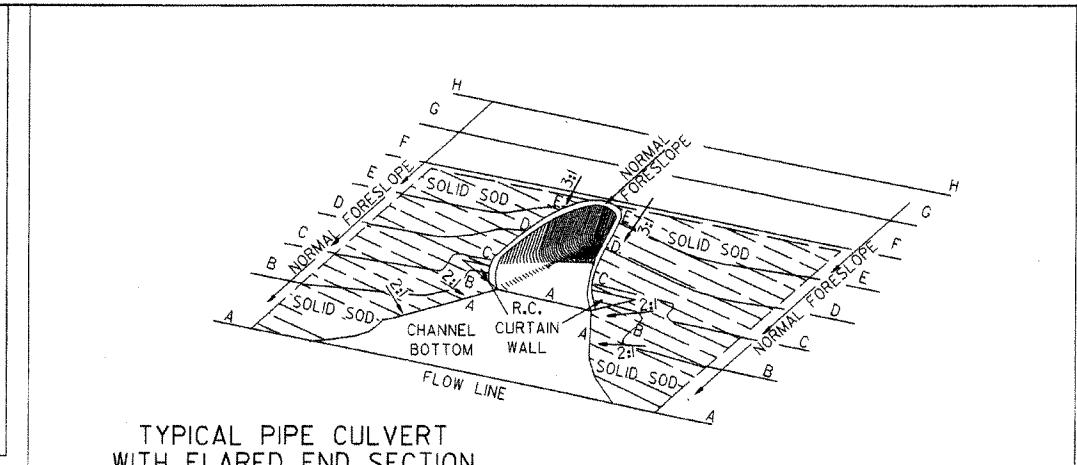 H
G
F
E
D
C
B
A
NORMAL FORESLOPE
SOLID SOD
SOLID SOD
2:1
2:1
3:1
E
D
C
B
A
NORMAL
FORESLOPE
E
3:1
D
C
A
2:1
B
A
2:1
SOLID SOD
SOLID SOD
R.C.
CURTAIN
WALL
CHANNEL
BOTTOM
FLOW LINE
NORMAL FORESLOPE
H
G
F
E
D
C
B
A
TYPICAL PIPE CULVERT
WITH FLARED END SECTION